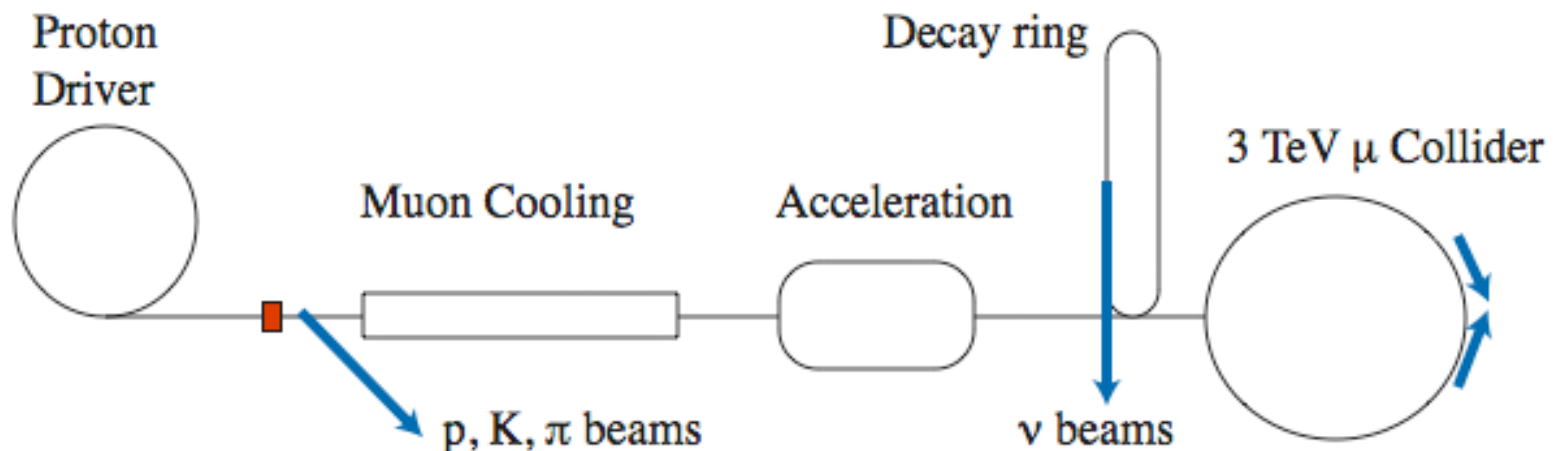 Proton
Driver
Decay ring
3 TeV μ Collider
Muon Cooling
Acceleration
p, K, π beams
ν beams